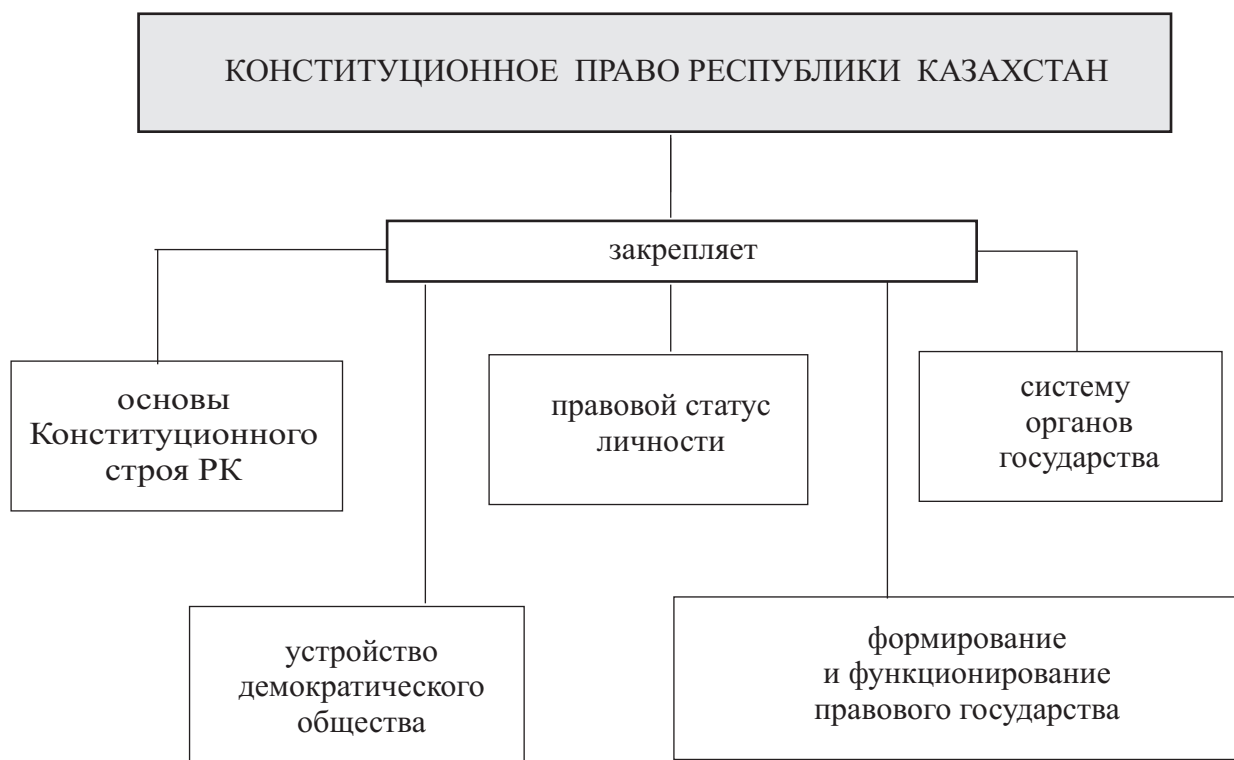 КОНСТИТУЦИОННОЕ ПРАВО РЕСПУБЛИКИ КАЗАХСТАН
закрепляет
основы
Конституционного
строя РК
правовой статус
личности
систему
органов
государства
устройство
демократического
общества
формирование
и функционирование
правового государства